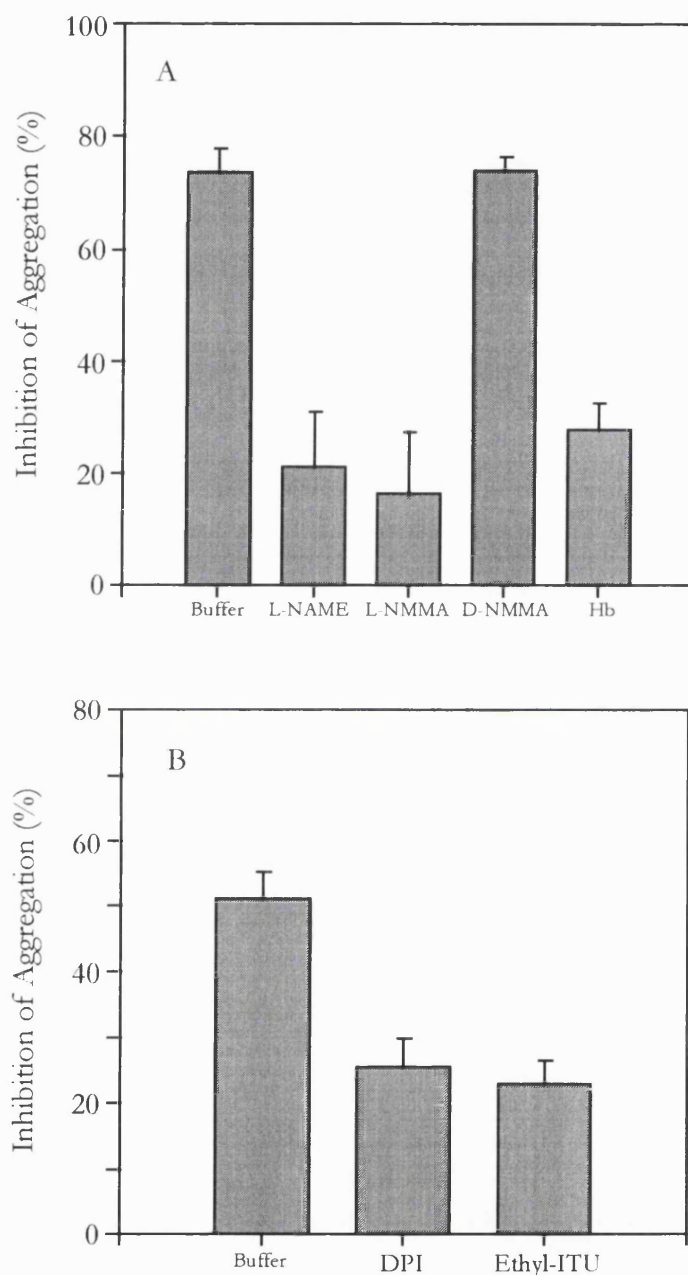 100
80
60
40
20
0
Inhibition of Aggregation (%)
A
Buffer L-NAME L-NMMA D-NMMA Hb
80
60
40
20
0
Inhibition of Aggregation (%)
B
Buffer DPI Ethyl-ITU